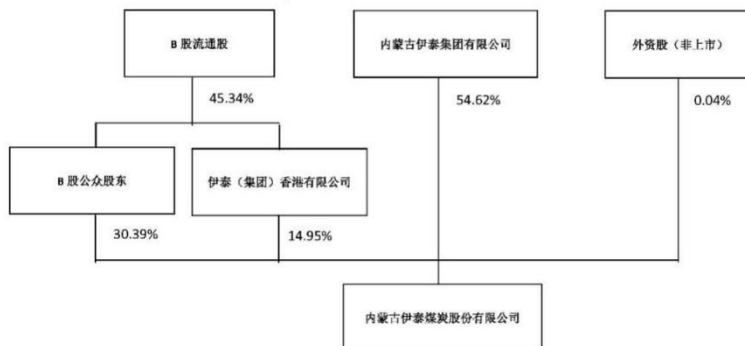 B 股流通股
内蒙古伊泰集团有限公司
外资股（非上市）
45.34%
54.62%
0.04%
B 股公众股东
伊泰（集团）香港有限公司
30.39%
14.95%
内蒙古伊泰煤炭股份有限公司